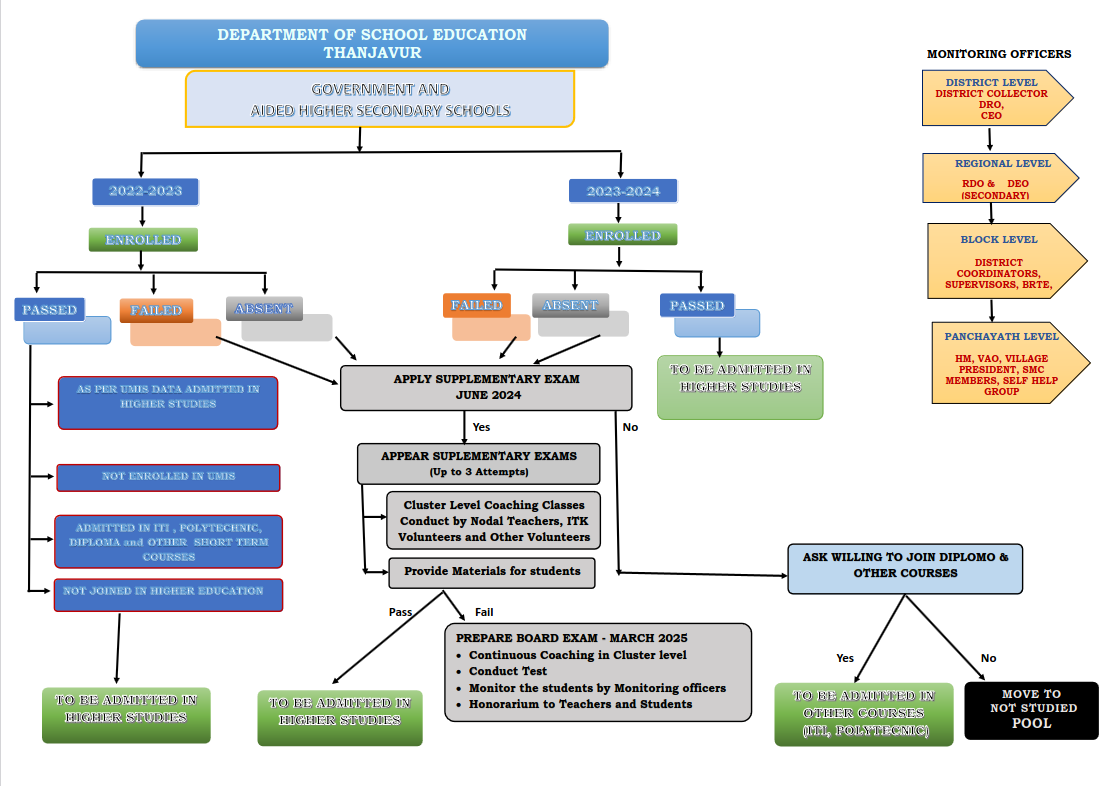 DEPARTMENT OF SCHOOL EDUCATION
THANJAVUR
GOVERNMENT AND
AIDED HIGHER SECONDARY SCHOOLS
MONITORING OFFICERS
DISTRICT LEVEL
DISTRICT COLLECTOR
DRO,
CEO
REGIONAL LEVEL
RDO & DEO
(SECONDARY)
BLOCK LEVEL
DISTRICT
COORDINATORS,
SUPERVISORS, BRTE,
PANCHAYATH LEVEL
HM, VAO, VILLAGE
PRESIDENT, SMC
MEMBERS, SELF HELP
GROUP
2022-2023
ENROLLED
PASSED
FAILED
ABSENT
2023-2024
ENROLLED
FAILED
ABSENT
PASSED
AS PER UMIS DATA ADMITTED IN
HIGHER STUDIES
NOT ENROLLED IN UMIS
ADMITTED IN ITI , POLYTECHNIC,
DIPLOMA and OTHER SHORT TERM
COURSES
NOT JOINED IN HIGHER EDUCATION
TO BE ADMITTED IN
HIGHER STUDIES
APPLY SUPLEMENTARY EXAM
JUNE 2024
Yes
No
APPEAR SUPLEMENTARY EXAMS
(Up to 3 Attempts)
Cluster Level Coaching Classes
Conduct by Nodal Teachers, ITK
Volunteers and Other Volunteers
Provide Materials for students
Pass
Fail
TO BE ADMITTED IN
HIGHER STUDIES
PREPARE BOARD EXAM - MARCH 2025
• Continuous Coaching in Cluster level
• Conduct Test
• Monitor the students by Monitoring officers
• Honorarium to Teachers and Students
TO BE ADMITTED IN
HIGHER STUDIES
ASK WILLING TO JOIN DIPLOMO &
OTHER COURSES
Yes
No
TO BE ADMITTED IN
OTHER COURSES
(ITI, POLYTECNIC)
MOVE TO
NOT STUDIED
POOL